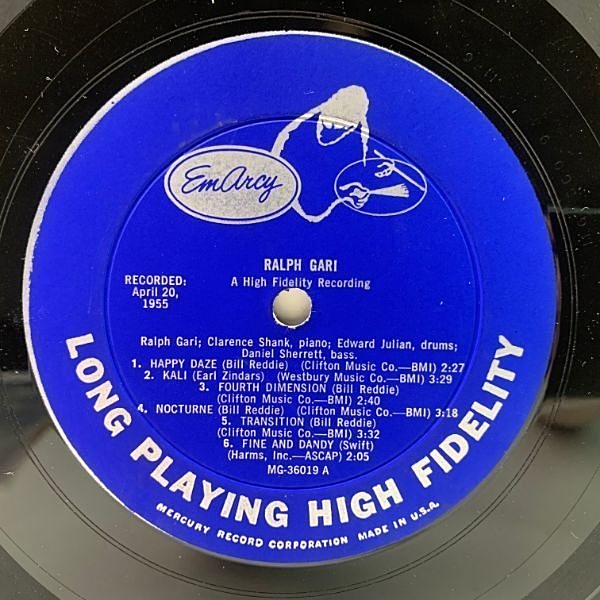 EmArcy
RALPH GARI
A High Fidelity Recording
RECORDED:
April 20,
1955
Ralph Gari; Clarence Shank, piano; Edward Julian, drums;
Daniel Sherrett, bass.
1. HAPPY DAZE (Bill Reddie) (Clifton Music Co.—BMI) 2:27
2. KALI (Earl Zindars) (Westbury Music Co.—BMI) 3:29
3. FOURTH DIMENSION (Bill Reddie)
(Clifton Music Co.—BMI) 2:40
4. NOCTURNE (Bill Reddie) (Clifton Music Co.—BMI) 3:18
5. TRANSITION (Bill Reddie)
(Clifton Music Co.—BMI) 3:32
6. FINE AND DANDY (Swift)
(Harms, Inc.—ASCAP) 2:05
MG-36019 A
LONG PLAYING HIGH FIDELITY
MERCURY RECORD CORPORATION MADE IN U.S.A.